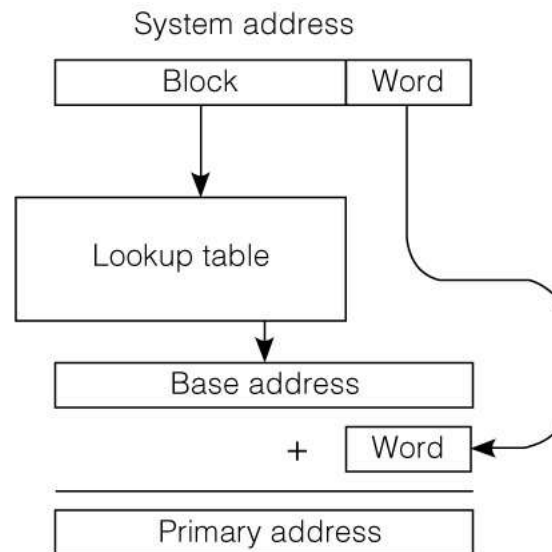 System address
Block Word
Lookup table
Base address
+ Word
Primary address